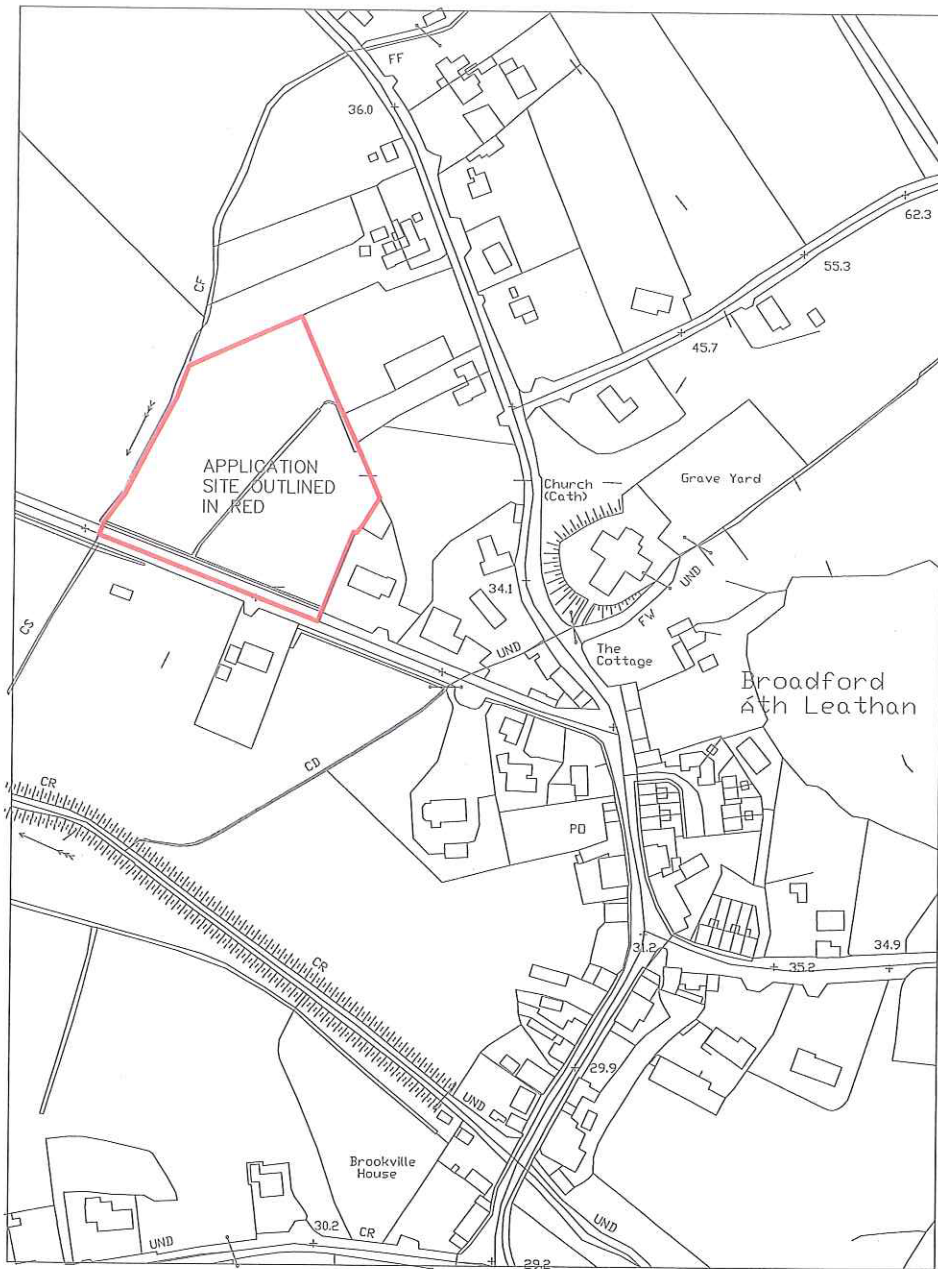 FF
36.0
62.3
55.3
CF
45.7
APPLICATION
SITE OUTLINED
IN RED
Church
(Cath)
Grave Yard
34.1
UND
FW
CS
UND
The
Cottage
Broadford
Áth Leathan
CD
CR
PO
CR
31.2
34.9
35.2
29.9
UND
Brookville
House
UND
30.2
CR
UND
29.2